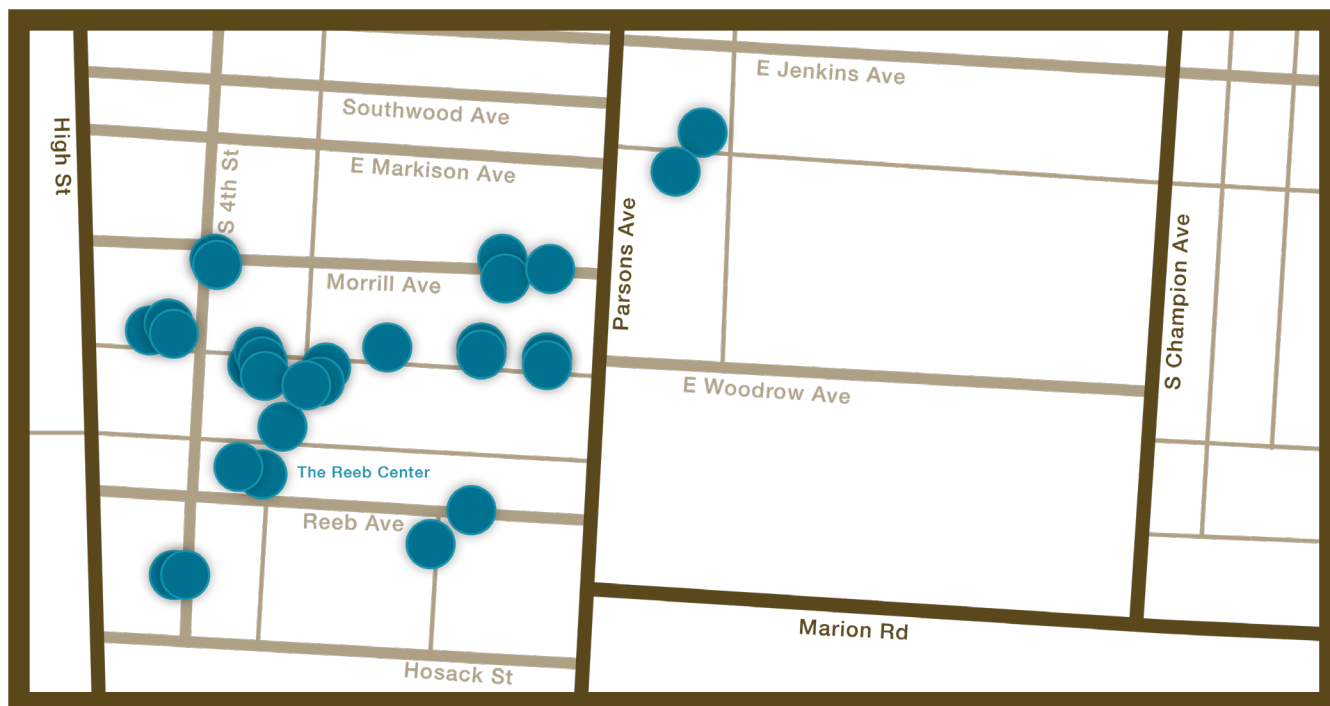 E Jenkins Ave
Southwood Ave
High St
E Markison Ave
S 4th St
Parsons Ave
S Champion Ave
Morrill Ave
E Woodrow Ave
The Reeb Center
Reeb Ave
Marion Rd
Hosack St